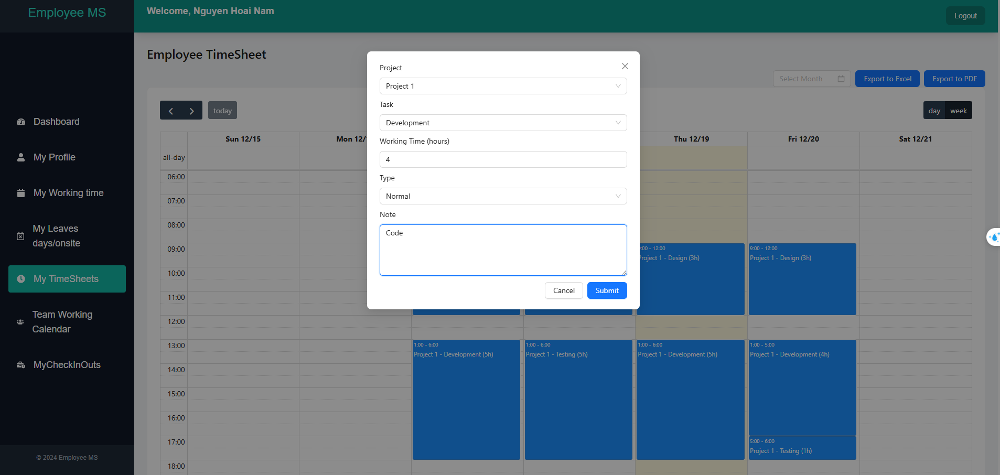 Employee MS
Welcome, Nguyen Hoai Nam
Logout
Dashboard
My Profile
My Working time
My Leaves
days/onsite
My TimeSheets
Team Working
Calendar
MyCheckInOuts
© 2024 Employee MS
Employee TimeSheet
Select Month
Export to Excel
Export to PDF
today
day
week
Sun 12/15
Mon 12/
Thu 12/19
Fri 12/20
Sat 12/21
all-day
06:00
07:00
08:00
09:00
10:00
11:00
12:00
13:00
14:00
15:00
16:00
17:00
18:00
:00 - 12:00
Project 1 - Design (3h)
9:00 - 12:00
Project 1 - Design (3h)
1:00 - 6:00
Project 1 - Development (5h)
1:00 - 6:00
Project 1 - Testing (5h)
1:00 - 6:00
Project 1 - Development (5h)
1:00 - 5:00
Project 1 - Development (4h)
5:00 - 6:00
Project 1 - Testing (1h)
Project
Project 1
Task
Development
Working Time (hours)
4
Type
Normal
Note
Code
Cancel
Submit